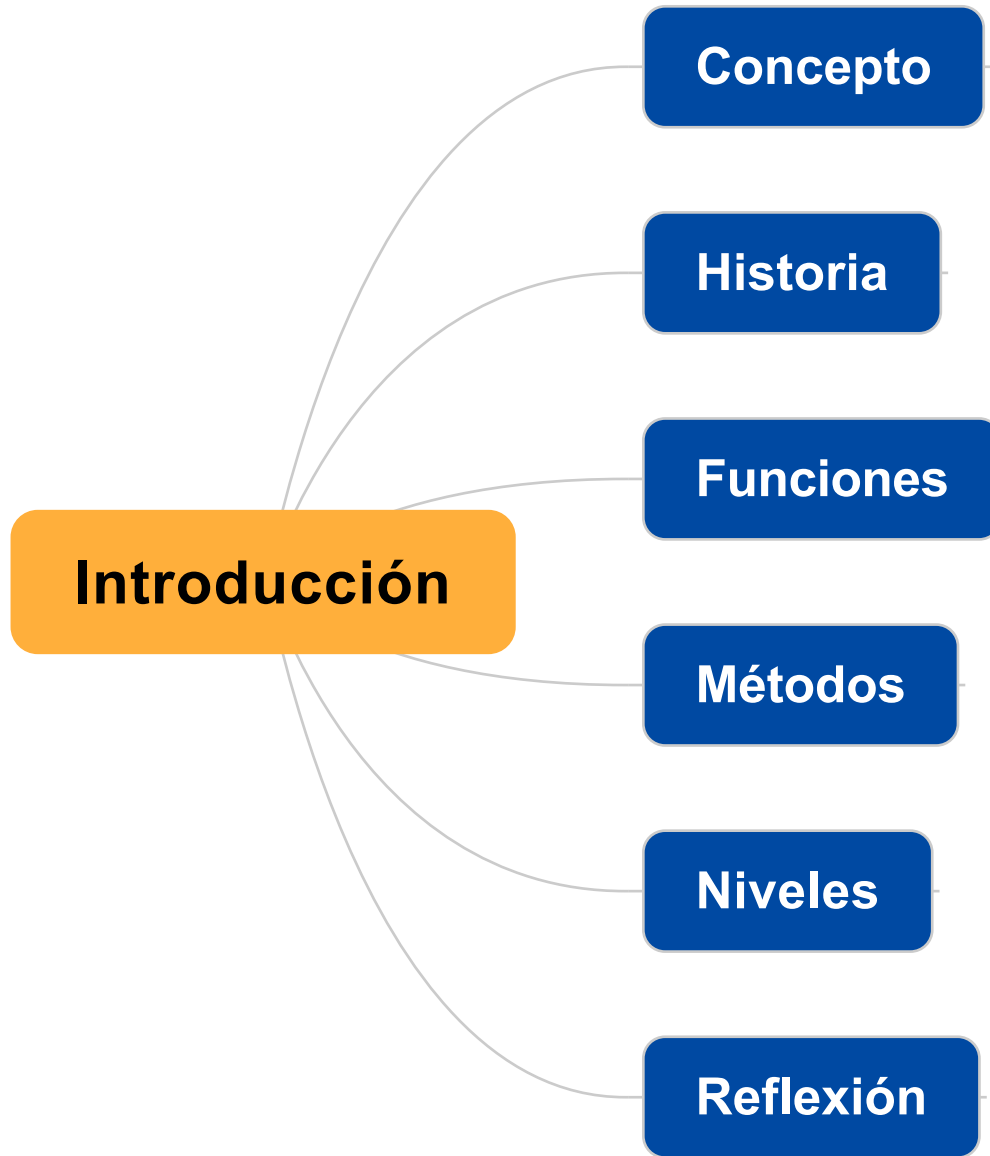 Concepto
Historia
Funciones
Introducción
Métodos
Niveles
Reflexión